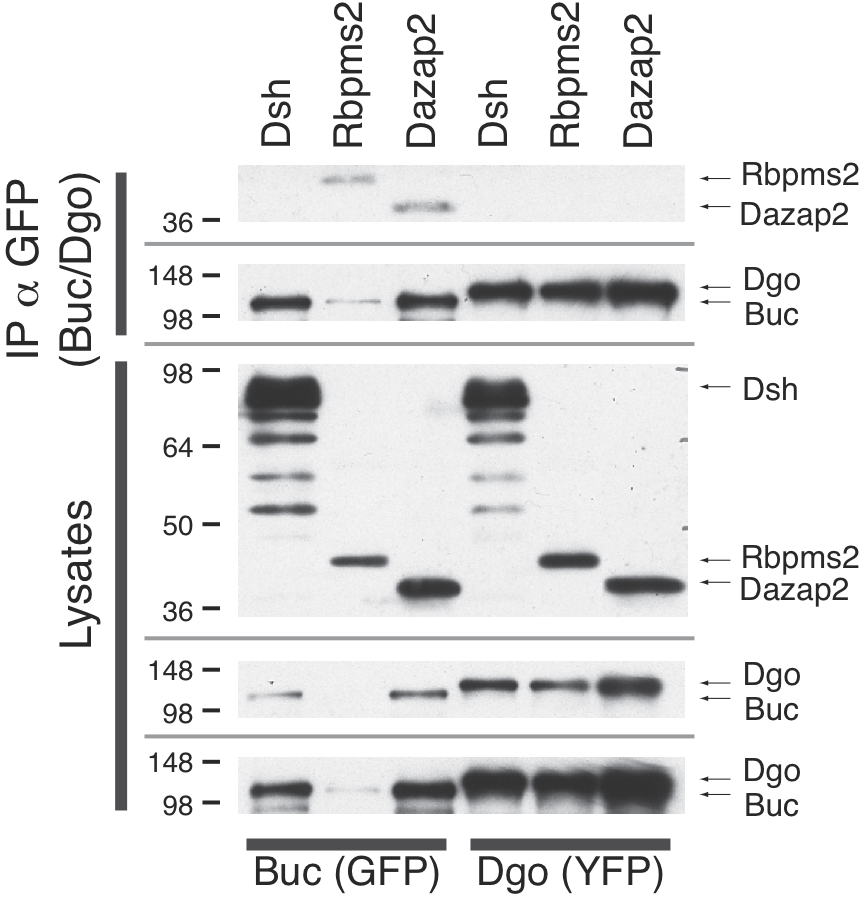 Dsh Rbpms2 Dazap2 Dsh Rbpms2 Dazap2
IP α GFP
(Buc/Dgo)
Rbpms2
Dazap2
36
148
98
Dgo
Buc
Lysates
98
64
50
36
Dsh
Rbpms2
Dazap2
148
98
Dgo
Buc
148
98
Dgo
Buc
Buc (GFP) Dgo (YFP)